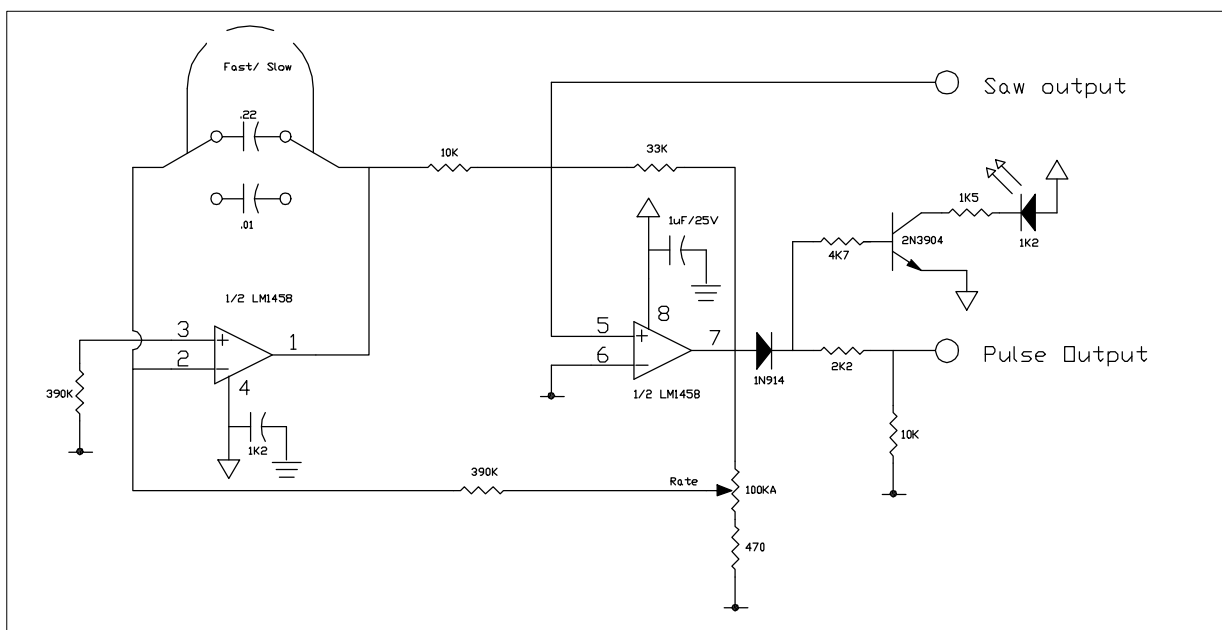 Fast/ Slow
.22
.01
10K
33K
Saw output
1uF/25V
1K5
1K2
2N3904
4K7
1/2 LM1458
3
2
1
4
390K
1K2
5
6
8
7
1/2 LM1458
1N914
2K2
Pulse Output
10K
390K
Rate
100KA
470